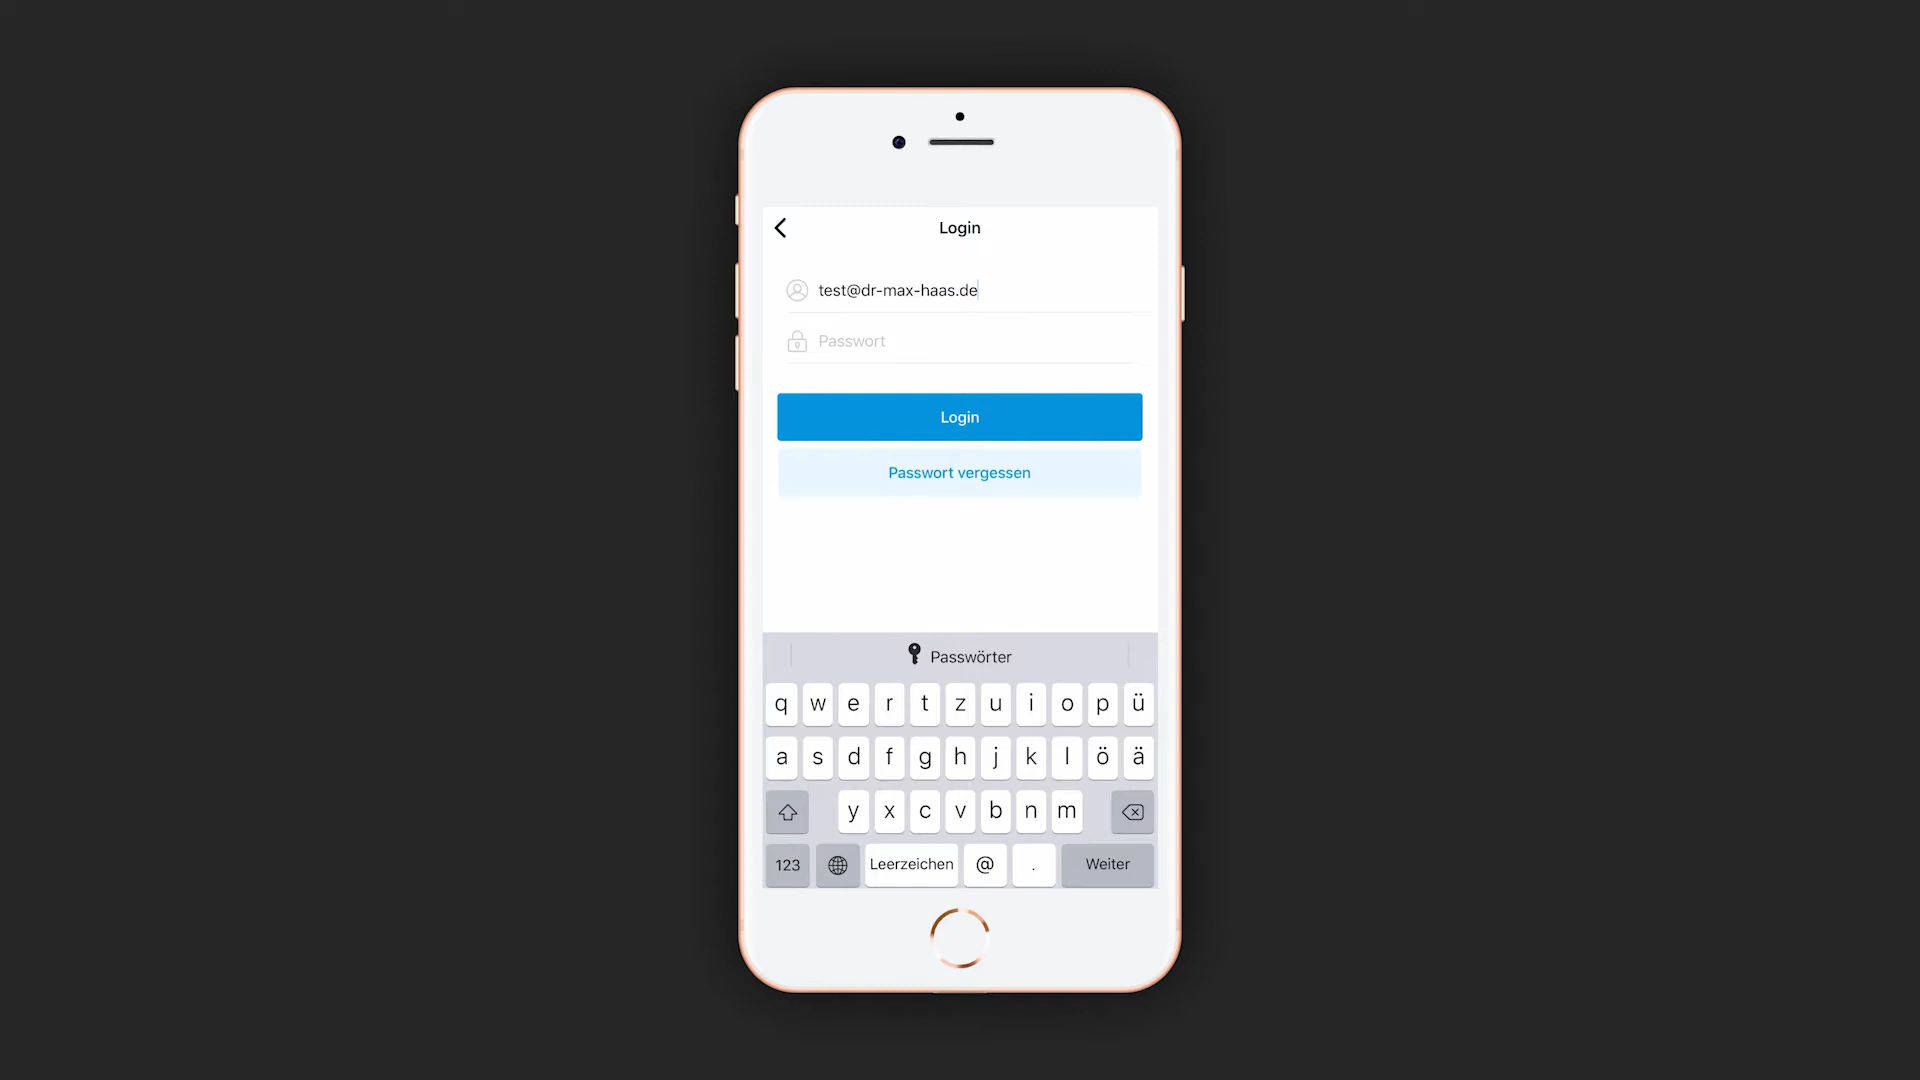 Login
test@dr-max-haas.de
Passwort
Login
Passwort vergessen
Passwörter
q w e r t z u i o p ü
a s d f g h j k l ö ä
y x c v b n m
123 Leerzeichen @ . Weiter